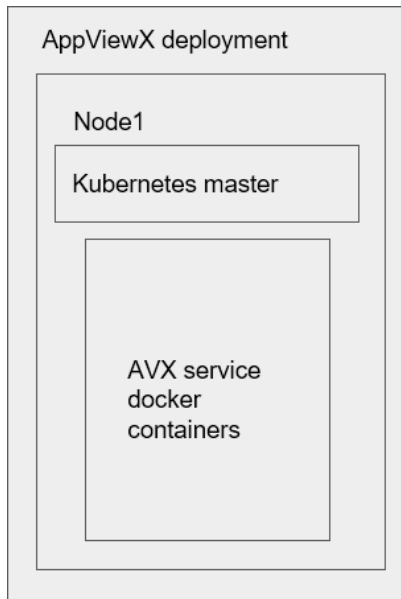 AppViewX deployment
Node1
Kubernetes master
AVX service
docker
containers